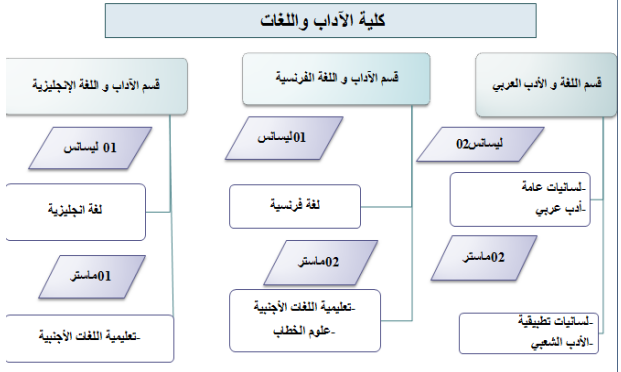 كلية الآداب واللغات
قسم اللغة و الأدب العربي
ليسانس02
-لسانيات عامة
-أدب عربي
02ماستر
-لسانيات تطبيقية
-الأدب الشعبي
قسم الآداب و اللغة الفرنسية
01ليسانس
لغة فرنسية
02ماستر
-تعليمية اللغات الأجنبية
-علوم الخطاب
قسم الآداب و اللغة الإنجليزية
01 ليسانس
لغة انجليزية
01ماستر
-تعليمية اللغات الأجنبية